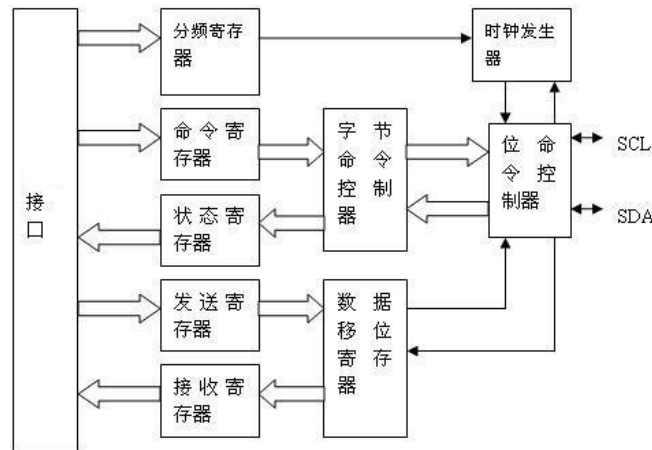 接
口
分频寄存
器
命令寄
存器
状态寄
存器
发送寄
存器
接收寄
存器
字节
命令
控制
器
数据
移位
寄存
器
时钟发生
器
位命
令控
制器
SCL
SDA